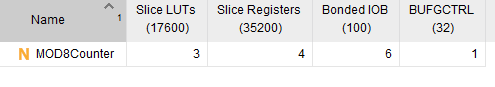 Name 1 Slice LUTs (17600) Slice Registers (35200) Bonded IOB (100) BUFGCTRL (32)
N MOD8Counter 3 4 6 1